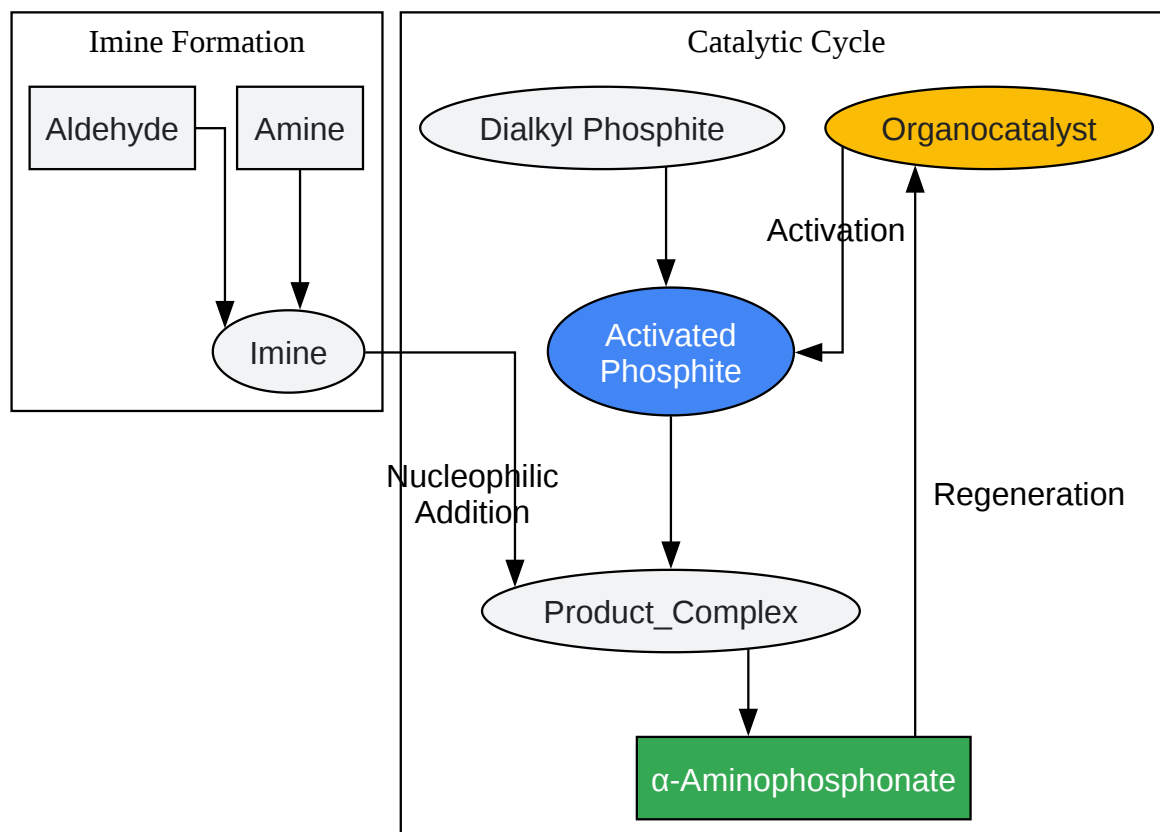 Imine Formation
Catalytic Cycle
Aldehyde
Amine
Dialkyl Phosphite
Organocatalyst
Activation
Imine
Activated
Phosphite
Nucleophilic
Addition
Regeneration
Product_Complex
α-Aminophosphonate